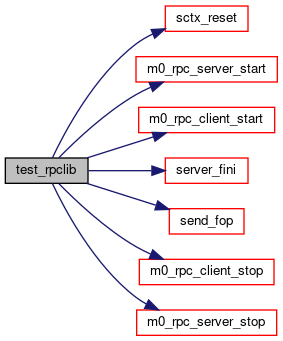 sctx_reset
m0_rpc_server_start
m0_rpc_client_start
test_rpclib
server_fini
send_fop
m0_rpc_client_stop
m0_rpc_server_stop